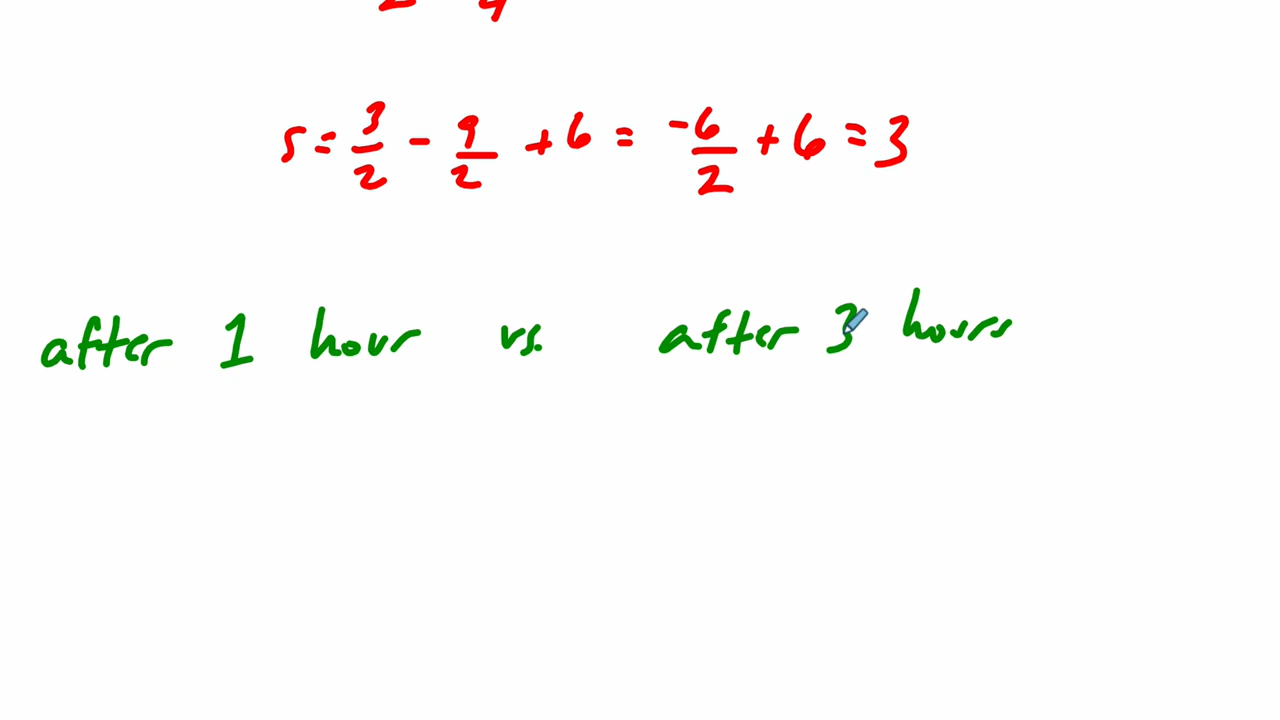 s = 3/2 - 9/2 + 6 = -6/2 + 6 = 3
after 1 hour vs. after 3 hours